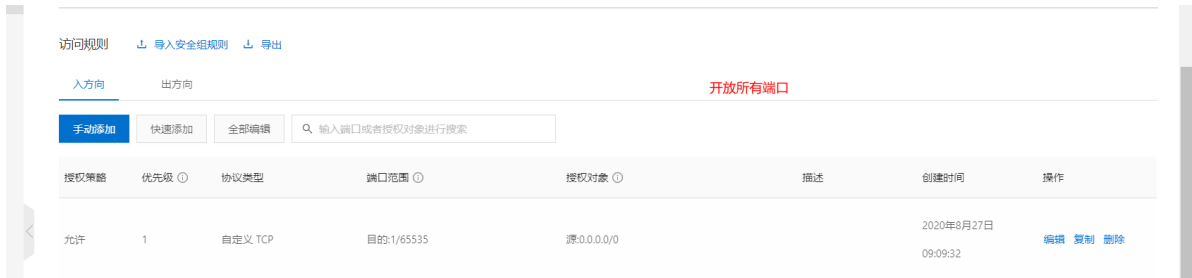 访问规则 导入安全组规则 导出
入方向 出方向
开放所有端口
手动添加 快速添加 全部编辑 输入端口或者授权对象进行搜索
授权策略 优先级 协议类型 端口范围 授权对象 描述 创建时间 操作
允许 1 自定义 TCP 目的:1/65535 源:0.0.0.0/0 2020年8月27日 编辑 复制 删除
09:09:32